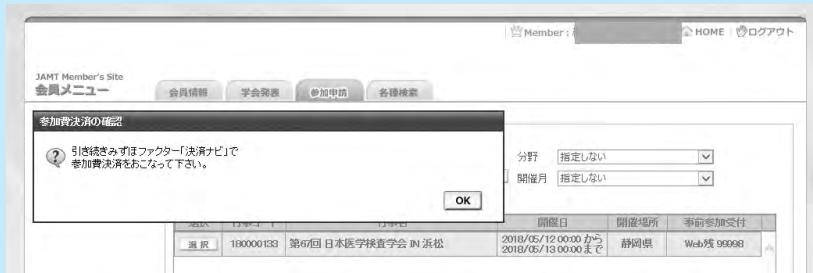 Member :
HOME
ログアウト
JAMT Member's Site
会員メニュー
会員情報
学会発表
参加申請
各種検索
参加費決済の確認
引き続きみずほファクター「決済ナビ」で
参加費決済をおこなって下さい。
OK
分野 指定しない
開催月 指定しない
開催日 開催場所 事前参加受付
選択 180000133 第67回 日本医学検査学会 IN 浜松 2018/05/12 00:00 から 静岡県 Web残 99998
2018/05/13 00:00 まで